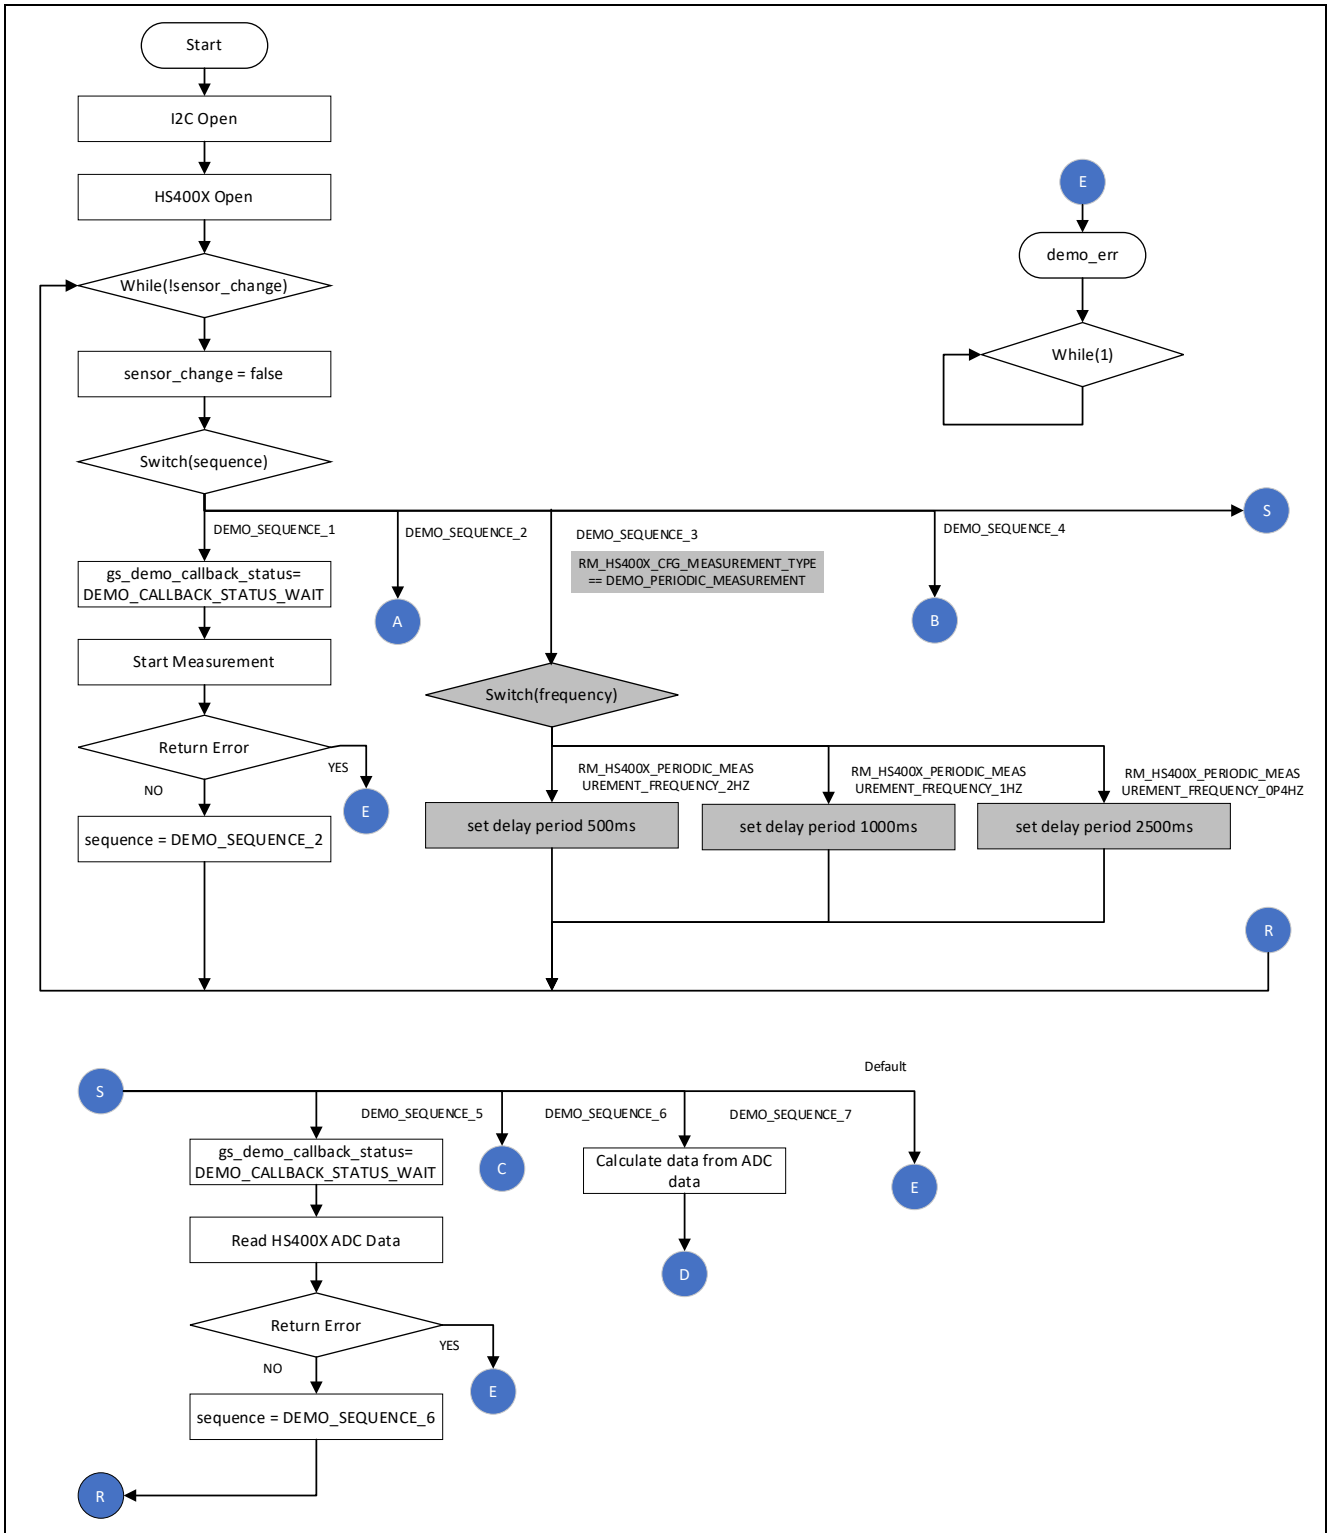 Start
I2C Open
HS400X Open
While(!sensor_change)
sensor_change = false
Switch(sequence)
E
demo_err
While(1)
DEMO_SEQUENCE_1
DEMO_SEQUENCE_2
DEMO_SEQUENCE_3
DEMO_SEQUENCE_4
S
RM_HS400X_CFG_MEASUREMENT_TYPE
== DEMO_PERIODIC_MEASUREMENT
gs_demo_callback_status=
DEMO_CALLBACK_STATUS_WAIT
A
B
Start Measurement
Switch(frequency)
Return Error
YES
NO
E
RM_HS400X_PERIODIC_MEAS
UREMENT_FREQUENCY_2HZ
RM_HS400X_PERIODIC_MEAS
UREMENT_FREQUENCY_1HZ
RM_HS400X_PERIODIC_MEAS
UREMENT_FREQUENCY_0P4HZ
sequence = DEMO_SEQUENCE_2
set delay period 500ms
set delay period 1000ms
set delay period 2500ms
R
Default
S
DEMO_SEQUENCE_5
DEMO_SEQUENCE_6
DEMO_SEQUENCE_7
gs_demo_callback_status=
DEMO_CALLBACK_STATUS_WAIT
C
Calculate data from ADC
data
E
Read HS400X ADC Data
D
Return Error
YES
NO
E
sequence = DEMO_SEQUENCE_6
R